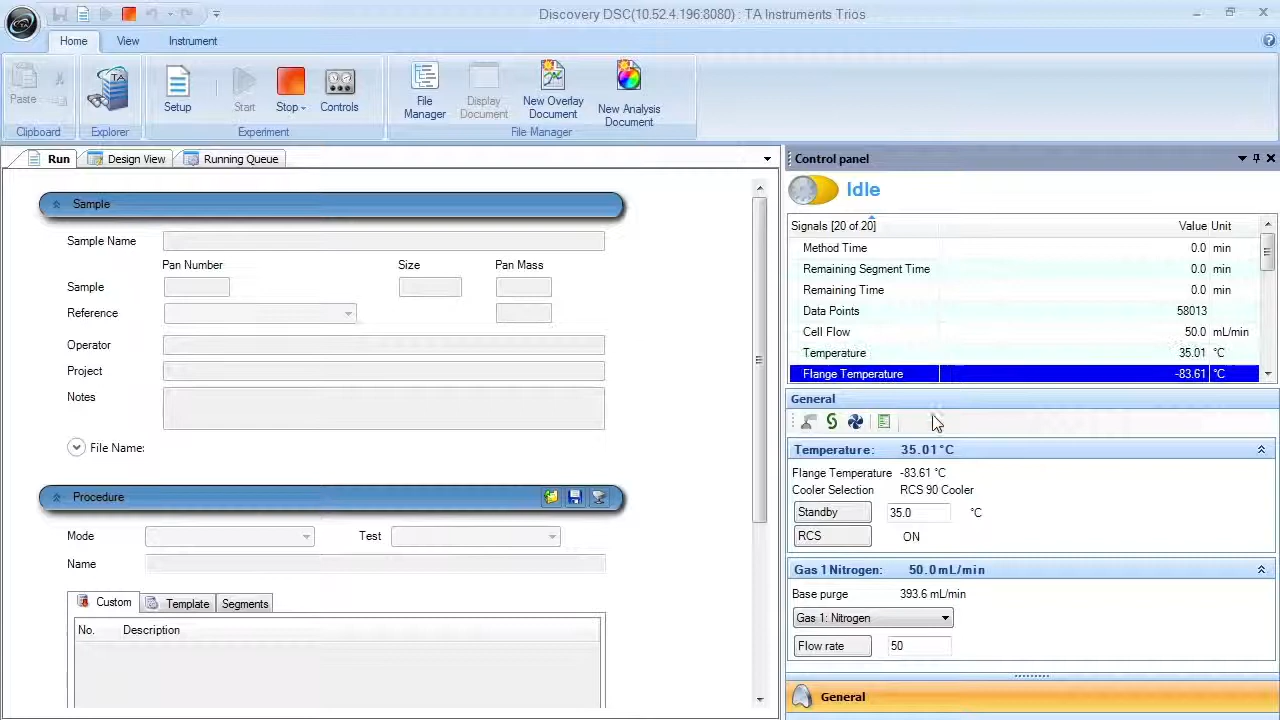 Discovery DSC(10.52.4.196:8080) : TA Instruments Trios
TA
Home
View
Instrument
Paste
Setup
Start
Stop
Controls
File
Manager
Display
Document
New Overlay
Document
New Analysis
Document
Clipboard
Explorer
Experiment
File Manager
Run
Design View
Running Queue
Sample
Sample Name
Pan Number
Size
Pan Mass
Sample
Reference
Operator
Project
Notes
File Name:
Procedure
Mode
Test
Name
Custom
Template
Segments
No.
Description
Control panel
Idle
Signals [20 of 20]
Value Unit
Method Time 0.0 min
Remaining Segment Time 0.0 min
Remaining Time 0.0 min
Data Points 58013
Cell Flow 50.0 mL/min
Temperature 35.01 °C
Flange Temperature -83.61 °C
General
Temperature: 35.01°C
Flange Temperature -83.61 °C
Cooler Selection RCS 90 Cooler
Standby 35.0 °C
RCS ON
Gas 1 Nitrogen: 50.0 mL/min
Base purge 393.6 mL/min
Gas 1: Nitrogen
Flow rate 50
General